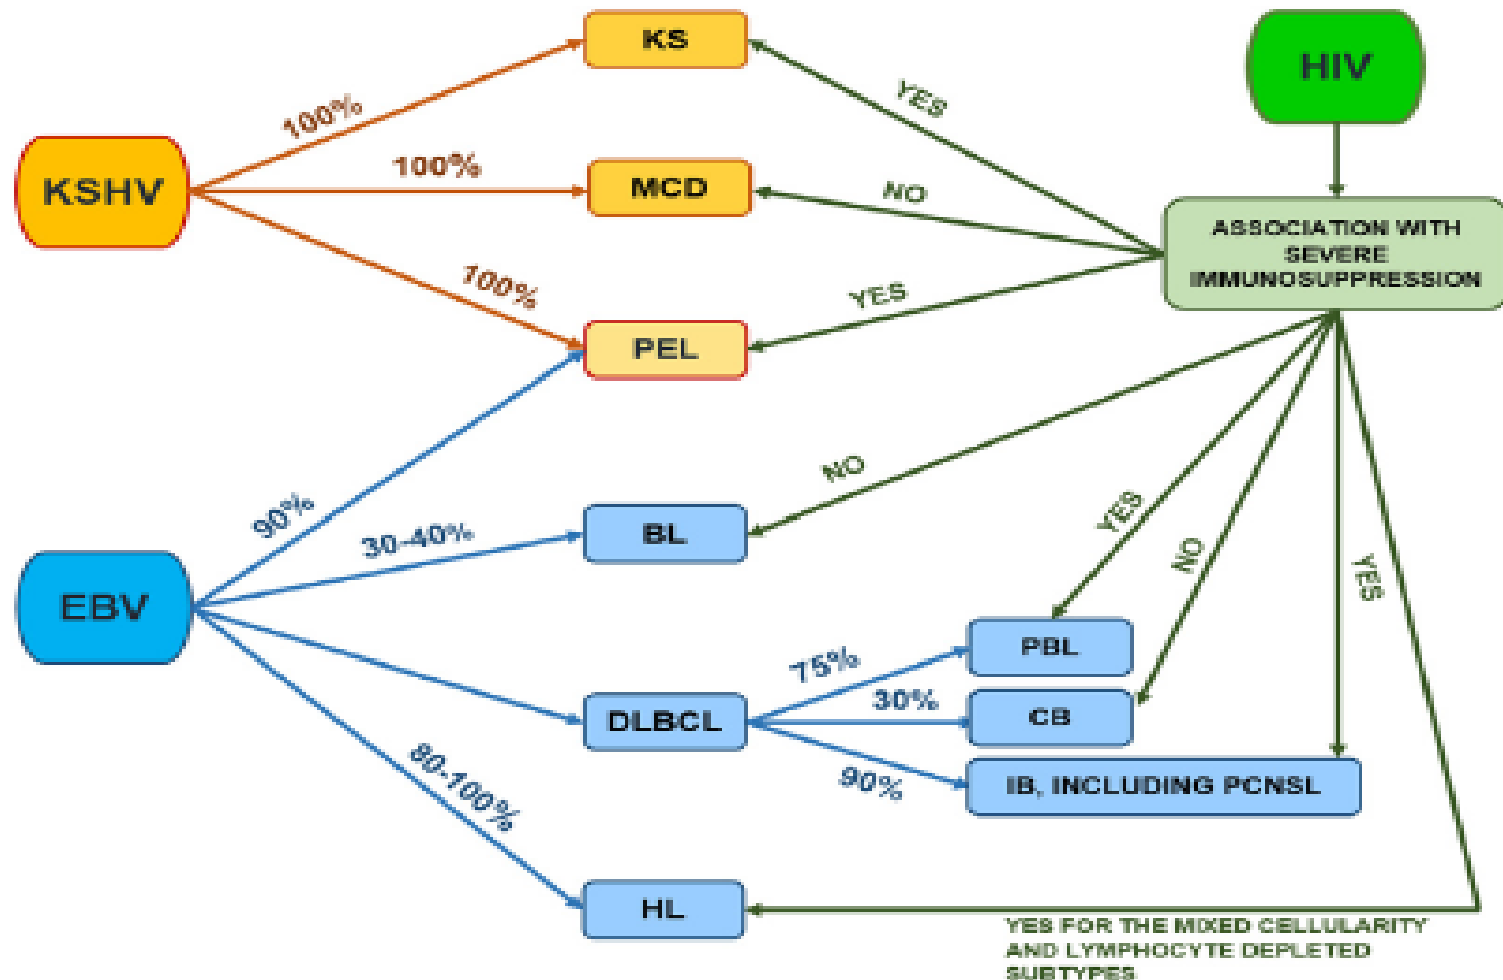 KS
HIV
100%
YES
KSHV
100%
MCD
NO
ASSOCIATION WITH
SEVERE
IMMUNOSUPPRESSION
100%
YES
PEL
90%
30-40%
BL
NO
YES
NO
YES
EBV
75%
PBL
DLBCL
30%
CB
90%
IB, INCLUDING PCNSL
80-100%
HL
YES FOR THE MIXED CELLULARITY
AND LYMPHOCYTE DEPLETED
SUBTYPES